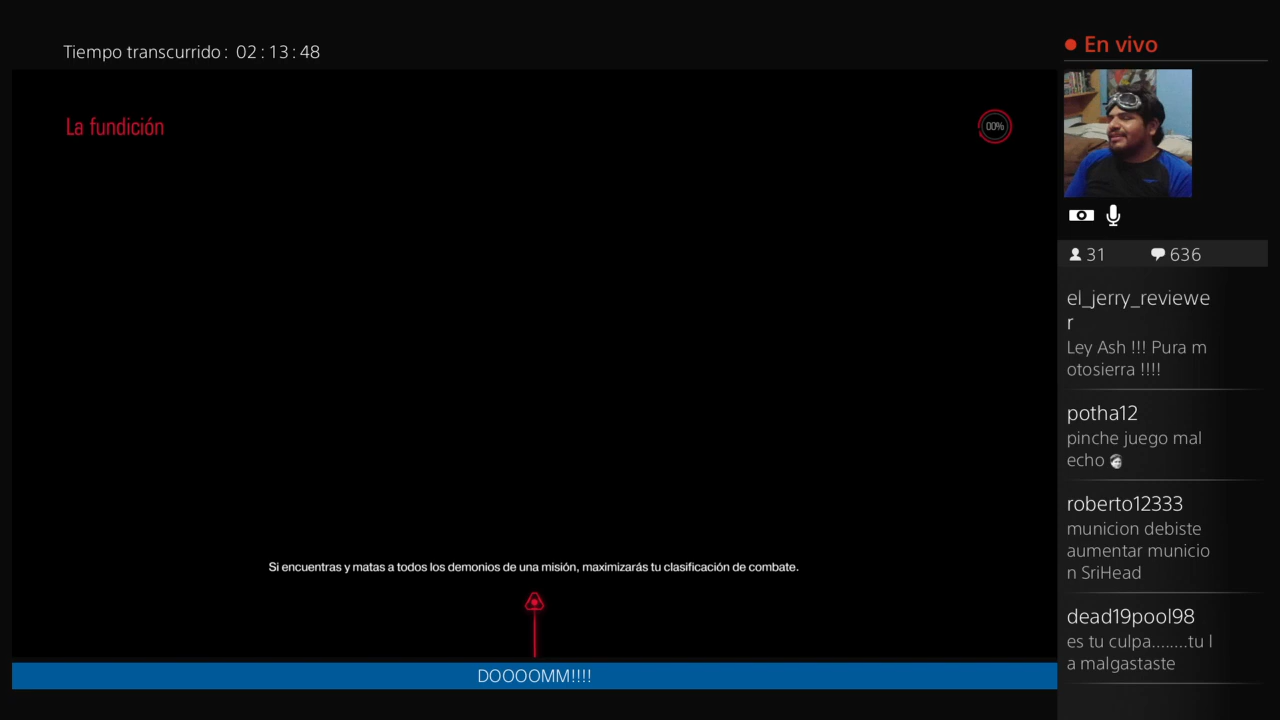 Tiempo transcurrido : 02 : 13 : 48
En vivo
La fundición
00%
31 636
el_jerry_reviewe
r
Ley Ash !!! Pura m
otosierra !!!!
potha12
pinche juego mal
echo
roberto12333
municion debiste
aumentar municio
n SriHead
dead19pool98
es tu culpa........tu l
a malgastaste
Si encuentras y matas a todos los demonios de una misión, maximizarás tu clasificación de combate.
DOOOOMM!!!!